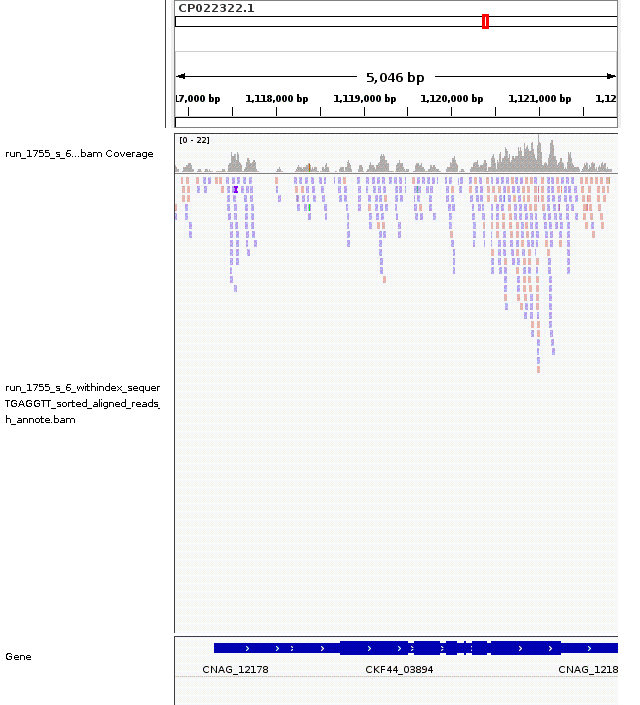 CP022322.1
5,046 bp
17,000 bp 1,118,000 bp 1,119,000 bp 1,120,000 bp 1,121,000 bp 1,12
[0 - 22]
run_1755_s_6...bam Coverage
run_1755_s_6_withindex_sequer
TGAGGTT_sorted_aligned_reads_
h_annote.bam
Gene
CNAG_12178 CKF44_03894 CNAG_1218